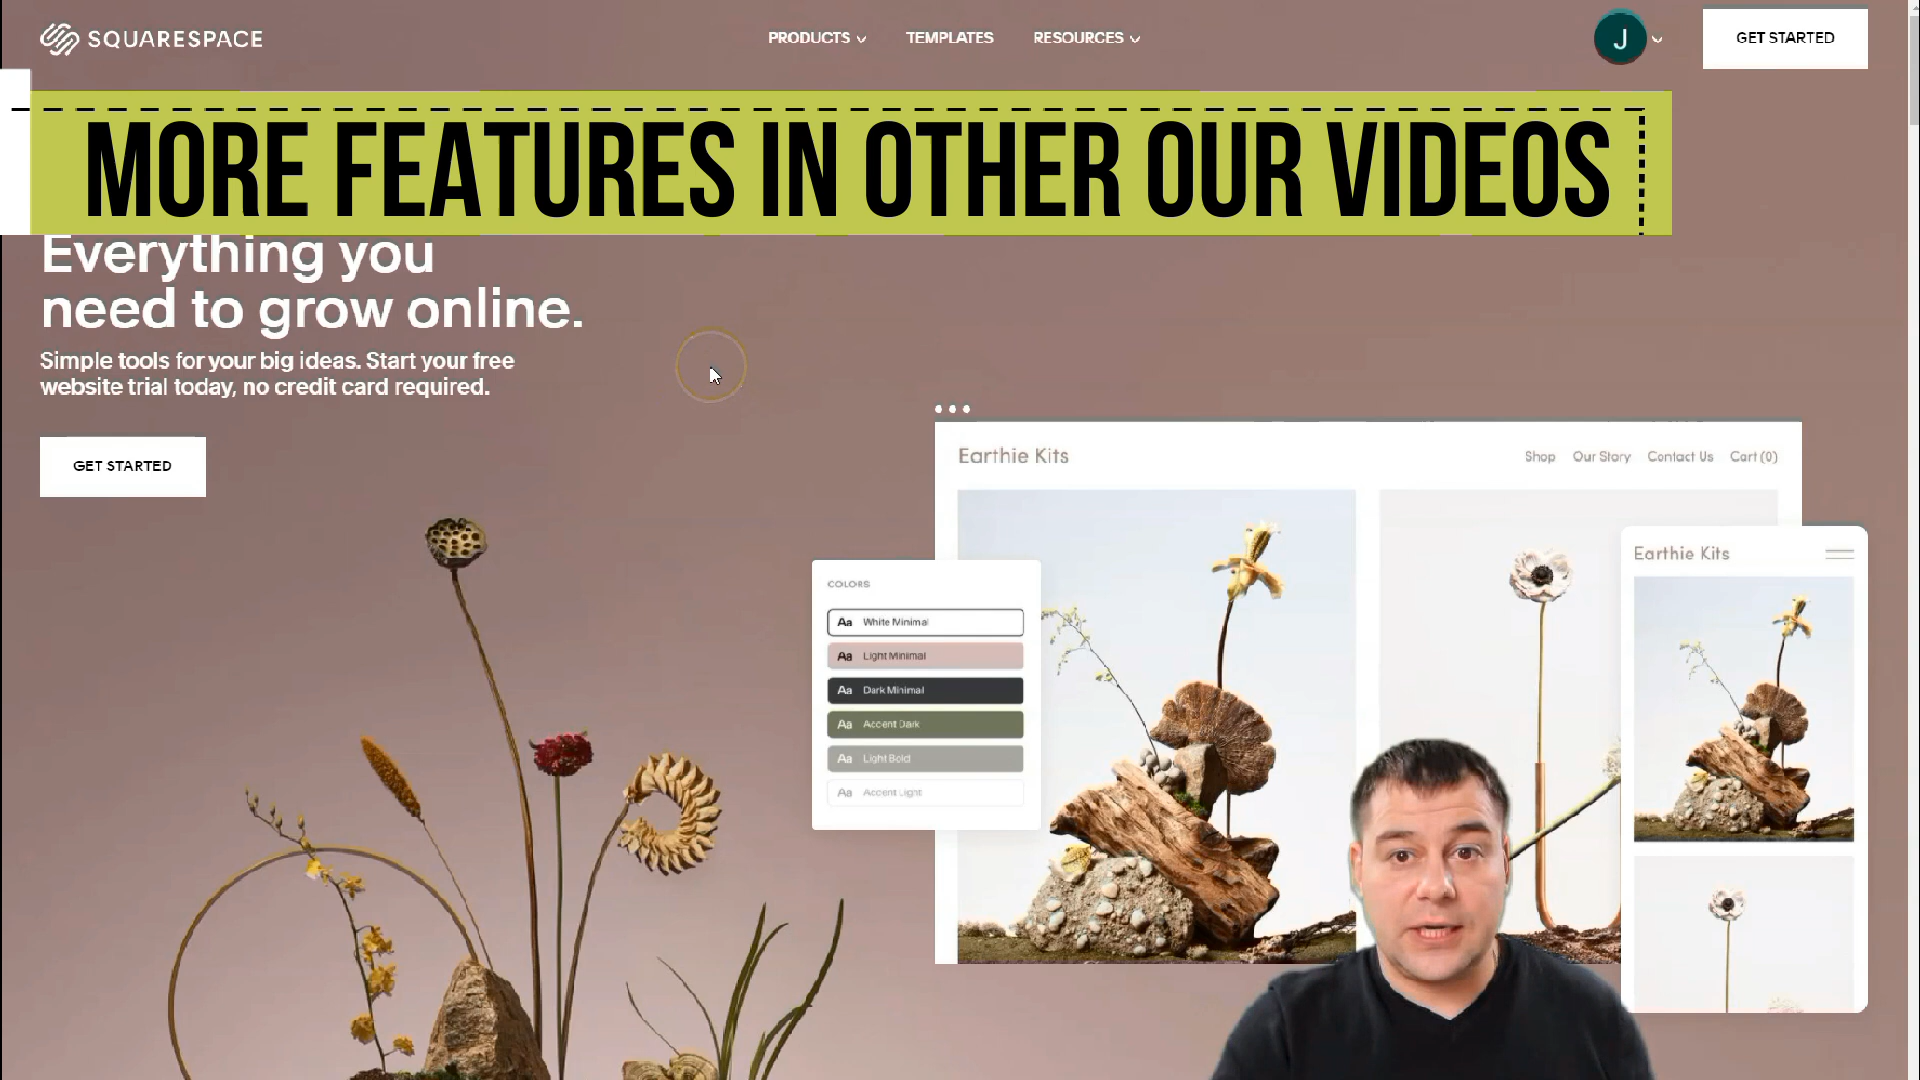 SQUARESPACE
PRODUCTS
TEMPLATES
RESOURCES
J
GET STARTED
MORE FEATURES IN OTHER OUR VIDEOS
Everything you
need to grow online.
Simple tools for your big ideas. Start your free
website trial today, no credit card required.
GET STARTED
Earthie Kits
Shop
Our Story
Contact Us
Cart (0)
COLORS
Aa White Minimal
Aa Light Minimal
Aa Dark Minimal
Aa Accent Dark
Aa Light Bold
Aa Accent Light
Earthie Kits